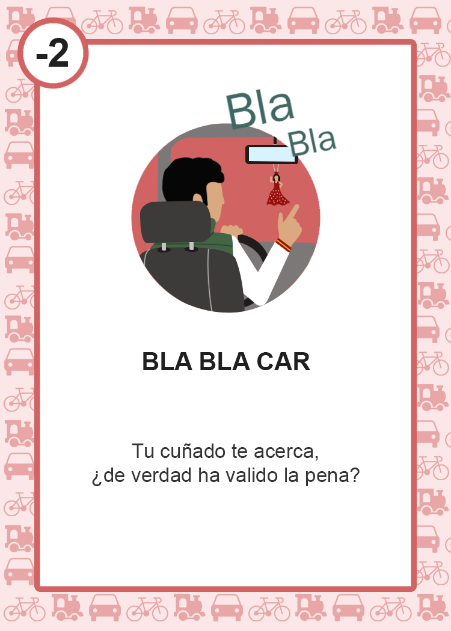 -2
Bla
Bla
BLA BLA CAR
Tu cuñado te acerca,
¿de verdad ha valido la pena?